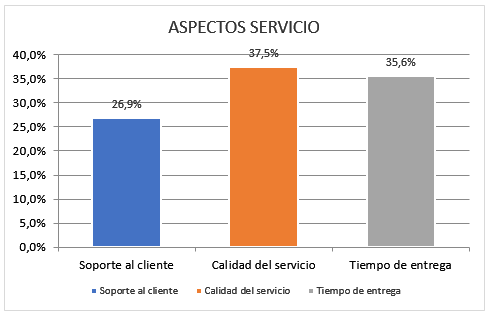 ASPECTOS SERVICIO
40,0%
35,0%
30,0%
25,0%
20,0%
15,0%
10,0%
5,0%
0,0%
26,9%
37,5%
35,6%
Soporte al cliente
Calidad del servicio
Tiempo de entrega
Soporte al cliente
Calidad del servicio
Tiempo de entrega